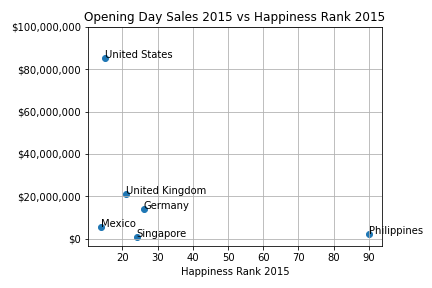 Opening Day Sales 2015 vs Happiness Rank 2015
$100,000,000
$80,000,000
$60,000,000
$40,000,000
$20,000,000
$0
United States
United Kingdom
Germany
Mexico
Singapore
Philippines
20 30 40 50 60 70 80 90
Happiness Rank 2015